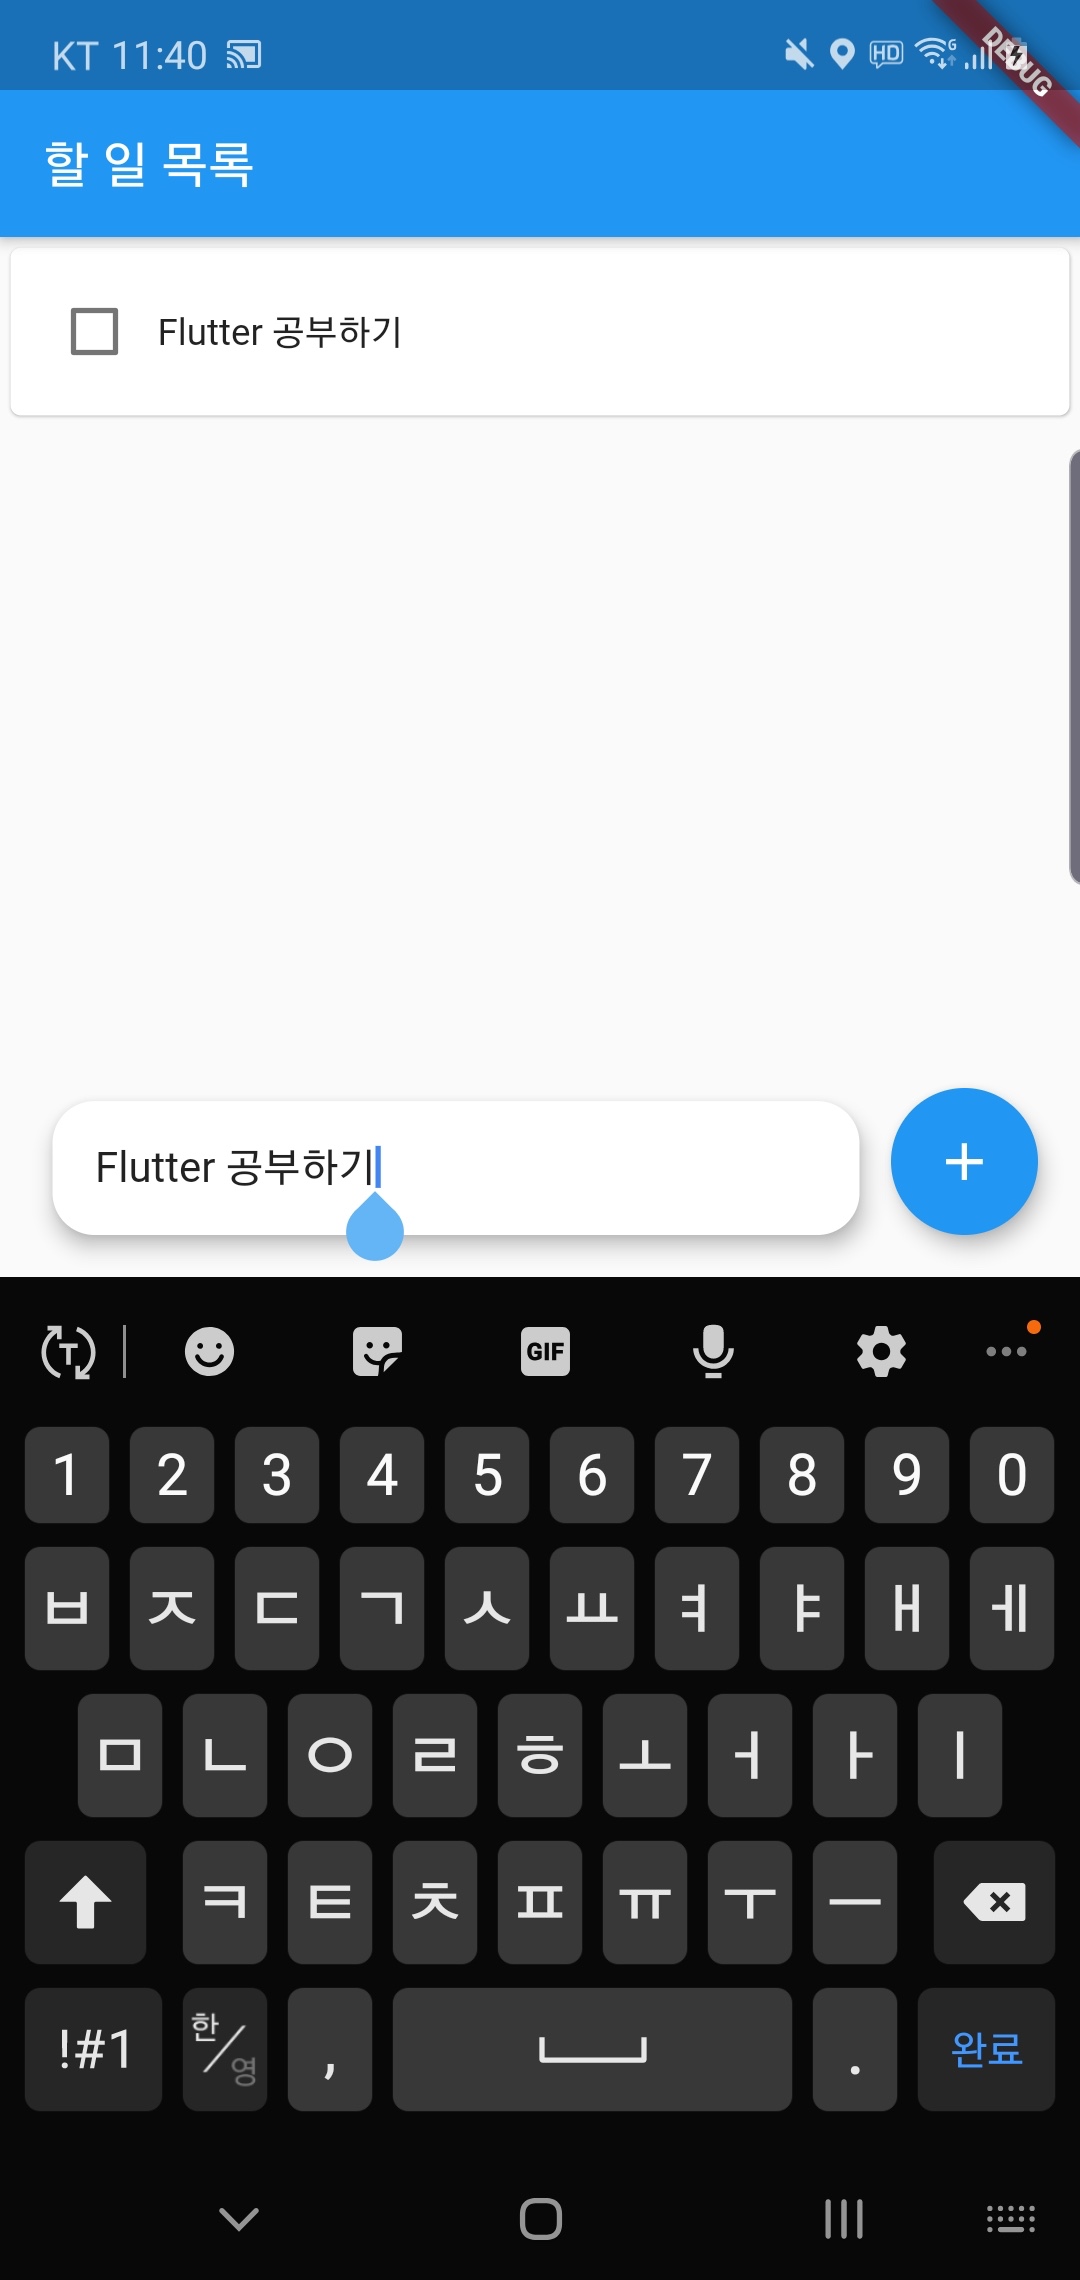 KT 11:40
HD
G
DEBUG
할 일 목록
Flutter 공부하기
Flutter 공부하기
+
T
GIF
1 2 3 4 5 6 7 8 9 0
ㅂ ㅈ ㄷ ㄱ ㅅ ㅛ ㅕ ㅑ ㅐ ㅔ
ㅁ ㄴ ㅇ ㄹ ㅎ ㅗ ㅓ ㅏ ㅣ
ㅋ ㅌ ㅊ ㅍ ㅠ ㅜ ㅡ
!#1 한/영 , . 완료